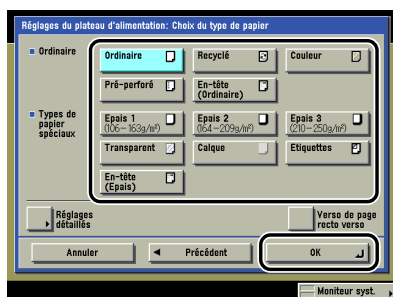 Réglages du plateau d'alimentation: Choix du type de papier
Ordinaire
Ordinaire
Recyclé
Couleur
Pré-perforé
En-tête
(Ordinaire)
Types de
papier
spéciaux
Epais 1
(106–163g/m²)
Epais 2
(164–209g/m²)
Epais 3
(210–250g/m²)
Transparent
Calque
Etiquettes
En-tête
(Epais)
Réglages
détaillés
Verso de page
recto verso
Annuler
Précédent
OK
Moniteur syst.